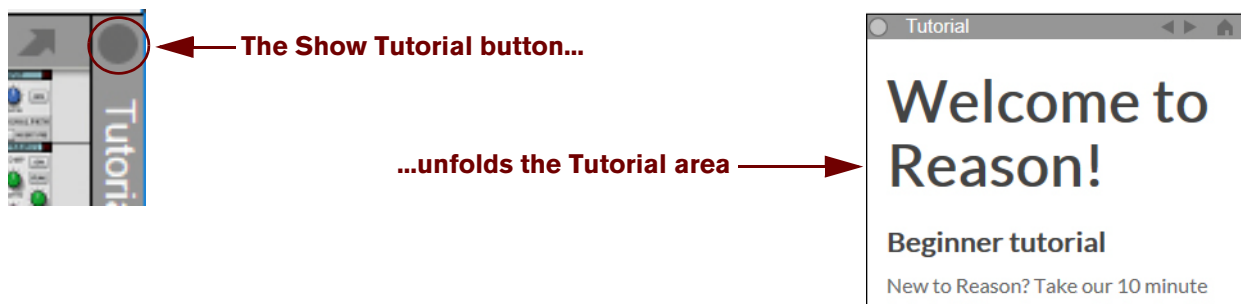 The Show Tutorial button...
Tutoria
...unfolds the Tutorial area
Tutorial
Welcome to
Reason!
Beginner tutorial
New to Reason? Take our 10 minute